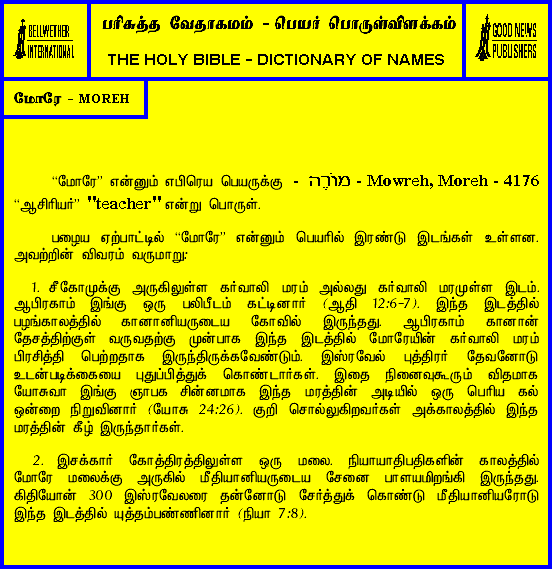 BELLWETHER
INTERNATIONAL
பரிசுத்த வேதாகமம் - பெயர் பொருள்விளக்கம்
THE HOLY BIBLE - DICTIONARY OF NAMES
GOOD NEWS
PUBLISHERS
மோரே - MOREH
“மோரே” என்னும் எபிரெய பெயருக்கு - מוֹרֶה - Mowreh, Moreh - 4176
“ஆசிரியர்” "teacher" என்று பொருள்.
பழைய ஏற்பாட்டில் “மோரே” என்னும் பெயரில் இரண்டு இடங்கள் உள்ளன.
அவற்றின் விவரம் வருமாறு:
1. சீகேமுக்கு அருகிலுள்ள கர்வாலி மரம் அல்லது கர்வாலி மரமுள்ள இடம்.
ஆபிரகாம் இங்கு ஒரு பலிபீடம் கட்டினார் (ஆதி 12:6-7). இந்த இடத்தில்
பழங்காலத்தில் கானானியருடைய கோவில் இருந்தது. ஆபிரகாம் கானான்
தேசத்திற்குள் வருவதற்கு முன்பாக இந்த இடத்தில் மோரேயின் கர்வாலி மரம்
பிரசித்தி பெற்றதாக இருந்திருக்கவேண்டும். இஸ்ரவேல் புத்திரர் தேவனோடு
உடன்படிக்கையை புதுப்பித்துக் கொண்டார்கள். இதை நினைவுகூரும் விதமாக
யோசுவா இங்கு ஞாபக சின்னமாக இந்த மரத்தின் அடியில் ஒரு பெரிய கல்
ஒன்றை நிறுவினார் (யோசு 24:26). குறி சொல்லுகிறவர்கள் அக்காலத்தில் இந்த
மரத்தின் கீழ் இருந்தார்கள்.
2. இசக்கார் கோத்திரத்திலுள்ள ஒரு மலை. நியாயாதிபதிகளின் காலத்தில்
மோரே மலைக்கு அருகில் மீதியானியருடைய சேனை பாளயமிறங்கி இருந்தது.
கிதியோன் 300 இஸ்ரவேலரை தன்னோடு சேர்த்துக் கொண்டு மீதியானியரோடு
இந்த இடத்தில் யுத்தம்பண்ணினார் (நியா 7:8).